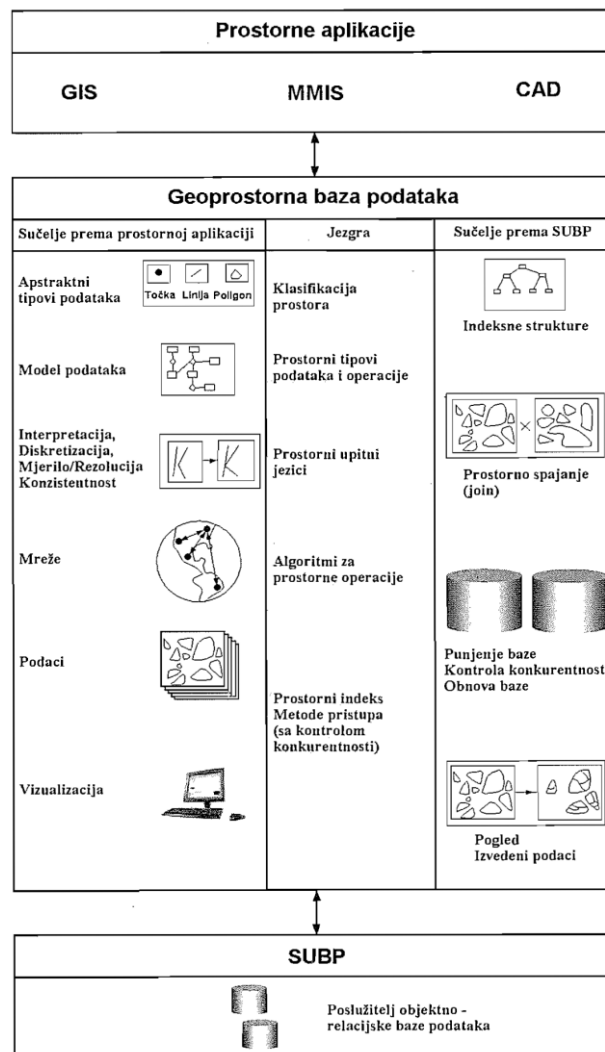 Prostorne aplikacije
GIS
MMIS
CAD
Geoprostorna baza podataka
Sučelje prema prostornoj aplikaciji
Jezgra
Sučelje prema SUBP
Apstraktni
tipovi podataka
Točka Linija Poligon
Model podataka
Interpretacija,
Diskretizacija,
Mjerilo/Rezolucija
Konzistentnost
Mreže
Podaci
Vizualizacija
Klasifikacija
prostora
Prostorni tipovi
podataka i operacije
Prostorni upitni
jezici
Algoritmi za
prostorne operacije
Prostorni indeks
Metode pristupa
(sa kontrolom
konkurentnosti)
Indeksne strukture
Prostorno spajanje
(join)
Punjenje baze
Kontrola konkurentnost
Obnova baze
Pogled
Izvedeni podaci
SUBP
Poslužitelj objektno -
relacijske baze podataka